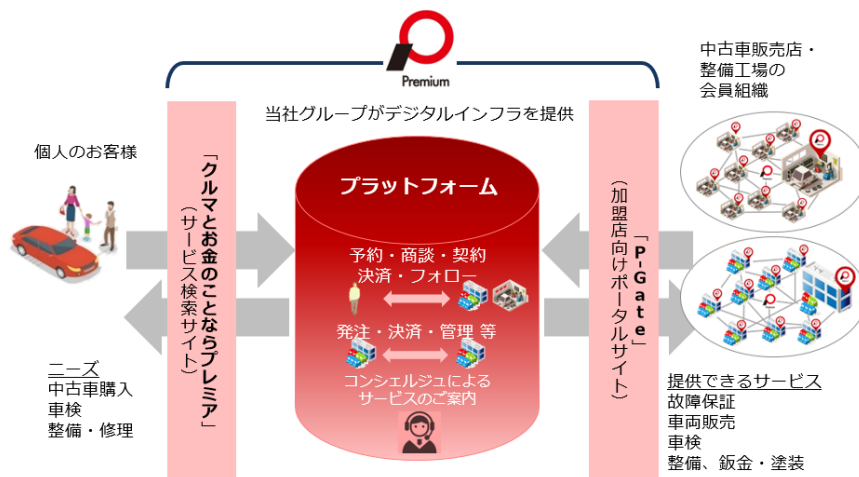 Premium
中古車販売店・
整備工場の
会員組織
当社グループがデジタルインフラを提供
個人のお客様
「クルマとお金のことならプレミア」
（サービス検索サイト）
プラットフォーム
予約・商談・契約
決済・フォロー
発注・決済・管理 等
コンシェルジュによる
サービスのご案内
「P-Gate」
（加盟店向けポータルサイト）
ニーズ
中古車購入
車検
整備・修理
提供できるサービス
故障保証
車両販売
車検
整備、鈑金・塗装